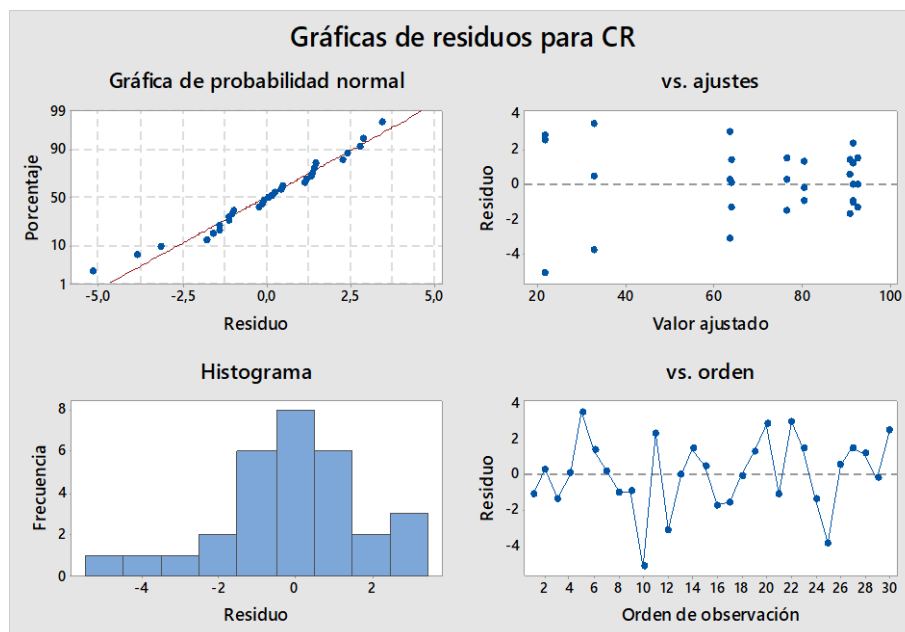 Gráficas de residuos para CR
Gráfica de probabilidad normal
99
90
50
10
1
Porcentaje
-5,0 -2,5 0,0 2,5 5,0
Residuo
vs. ajustes
4
2
0
-2
-4
Residuo
20 40 60 80 100
Valor ajustado
Histograma
8
6
4
2
0
Frecuencia
-4 -2 0 2
Residuo
vs. orden
4
2
0
-2
-4
Residuo
2 4 6 8 10 12 14 16 18 20 22 24 26 28 30
Orden de observación